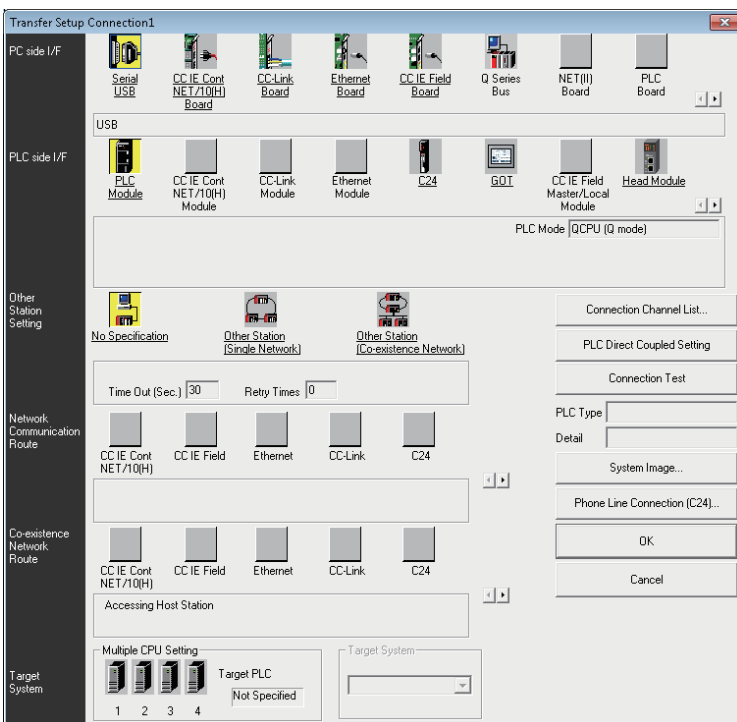 Transfer Setup Connection1
PC side I/F
Serial USB
CC IE Cont NET/10(H) Board
CC-Link Board
Ethernet Board
CC IE Field Board
Q Series Bus
NET(II) Board
PLC Board
USB
PLC side I/F
PLC Module
CC IE Cont NET/10(H) Module
CC-Link Module
Ethernet Module
C24
GOT
CC IE Field Master/Local Module
Head Module
PLC Mode QCPU (Q mode)
Other Station Setting
No Specification
Other Station (Single Network)
Other Station (Co-existence Network)
Time Out (Sec.) 30 Retry Times 0
Connection Channel List...
PLC Direct Coupled Setting
Connection Test
PLC Type
Detail
System Image...
Phone Line Connection (C24)...
OK
Cancel
Network Communication Route
CC IE Cont NET/10(H)
CC IE Field
Ethernet
CC-Link
C24
Co-existence Network Route
CC IE Cont NET/10(H)
CC IE Field
Ethernet
CC-Link
C24
Accessing Host Station
Target System
Multiple CPU Setting
1 2 3 4
Target PLC
Not Specified
Target System